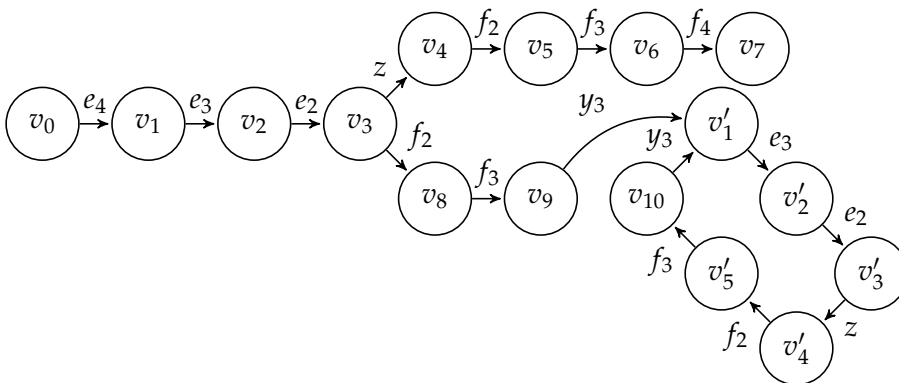 f₂ f₃ f₄
v₄ v₅ v₆ v₇
z
e₄ e₃ e₂ y₃
v₀ v₁ v₂ v₃ v′₁
f₂ y₃ e₃
f₃
v₈ v₉ v₁₀ v′₂
e₂
f₃ v′₅ v′₃
f₂ z
v′₄